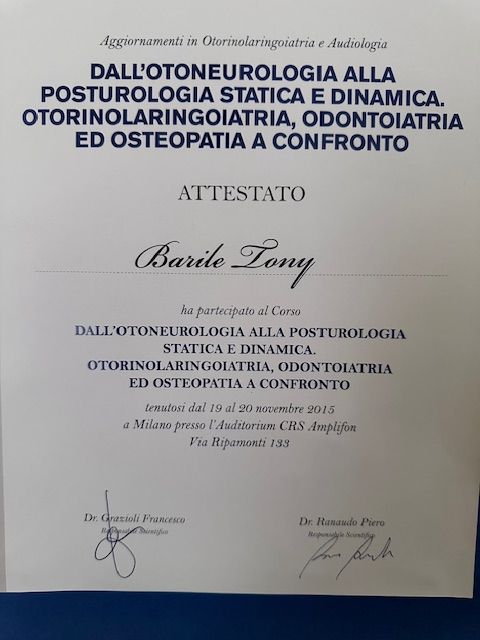 Aggiornamenti in Otorinolaringoiatria e Audiologia
DALL'OTONEUROLOGIA ALLA
POSTUROLOGIA STATICA E DINAMICA.
OTORINOLARINGOIATRIA, ODONTOIATRIA
ED OSTEOPATIA A CONFRONTO
ATTESTATO
Barile Tony
ha partecipato al Corso
DALL'OTONEUROLOGIA ALLA POSTUROLOGIA
STATICA E DINAMICA.
OTORINOLARINGOIATRIA, ODONTOIATRIA
ED OSTEOPATIA A CONFRONTO
tenutosi dal 19 al 20 novembre 2015
a Milano presso l'Auditorium CRS Amplifon
Via Ripamonti 133
Dr. Grazioli Francesco
Responsabile Scientifico
Dr. Ranaudo Piero
Responsabile Scientifico